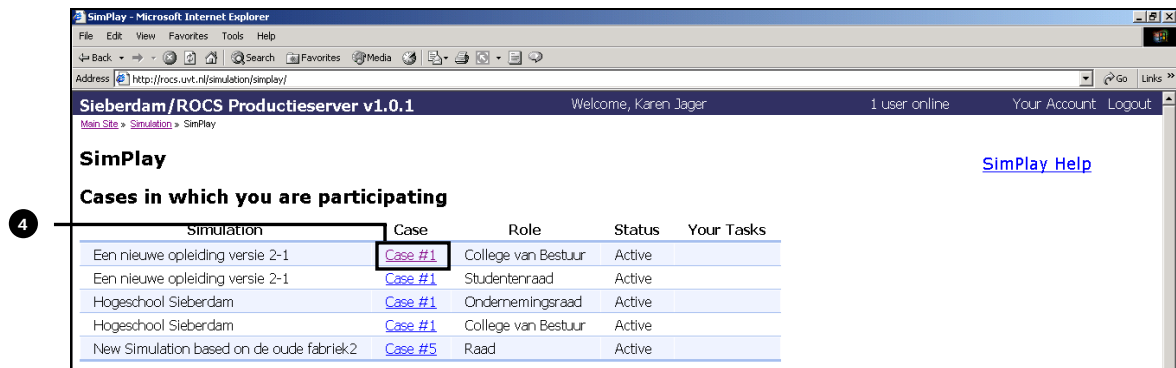 SimPlay - Microsoft Internet Explorer
File Edit View Favorites Tools Help
Back Search Favorites Media
Address http://rocs.uvt.nl/simulation/simplay/ Go Links »
Sieberdam/ROCS Productieserver v1.0.1 Welcome, Karen Jager 1 user online Your Account Logout
Main Site » Simulation » SimPlay
SimPlay
SimPlay Help
Cases in which you are participating
4
Simulation Case Role Status Your Tasks
Een nieuwe opleiding versie 2-1 Case #1 College van Bestuur Active
Een nieuwe opleiding versie 2-1 Case #1 Studentenraad Active
Hogeschool Sieberdam Case #1 Ondernemingsraad Active
Hogeschool Sieberdam Case #1 College van Bestuur Active
New Simulation based on de oude fabriek2 Case #5 Raad Active